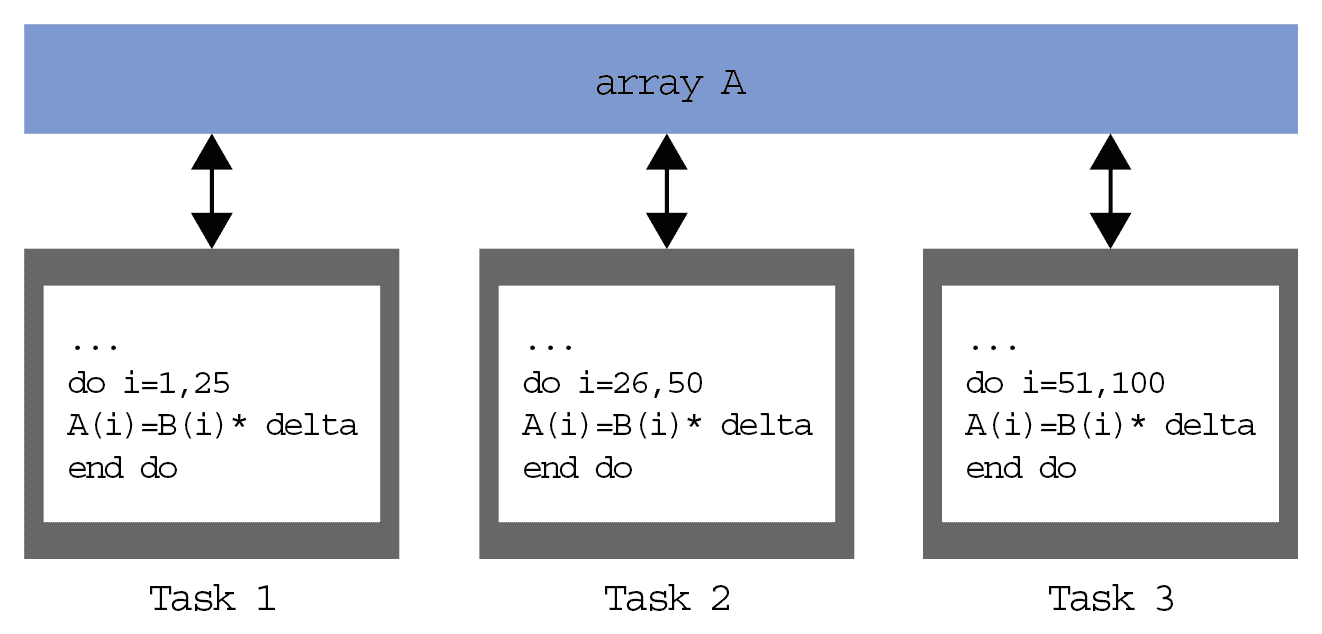 array A
...
do i=1,25
A(i)=B(i)* delta
end do
...
do i=26,50
A(i)=B(i)* delta
end do
...
do i=51,100
A(i)=B(i)* delta
end do
Task 1
Task 2
Task 3